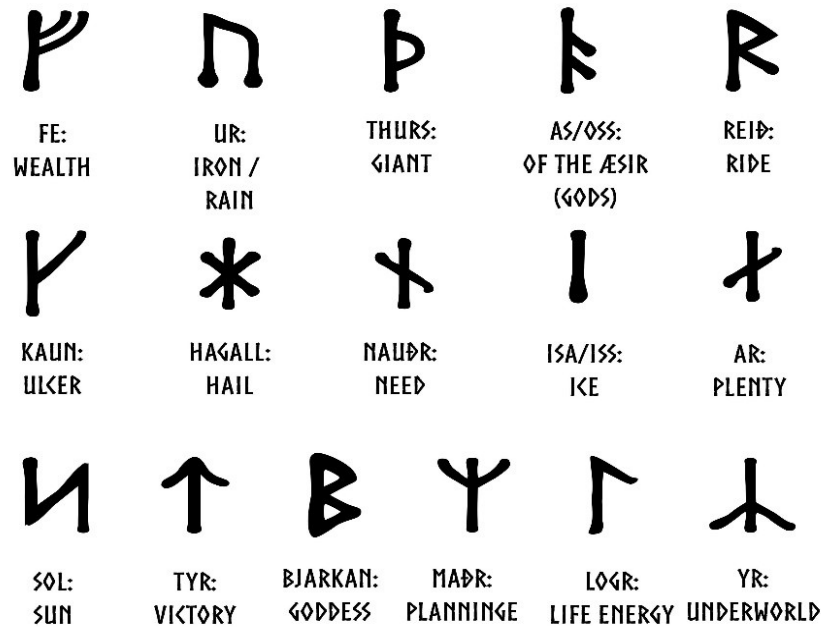 ᚠ ᚢ ᚦ ᚬ ᚱ
FE: UR: THURS: AS/OSS: REIÐ:
WEALTH IRON / GIANT OF THE ÆSIR RIDE
RAIN (GODS)
ᚴ ᚼ ᚾ ᛁ ᛅ
KAUN: HAGALL: NAUÐR: ISA/ISS: AR:
ULCER HAIL NEED ICE PLENTY
ᛋ ᛏ ᛒ ᛘ ᛚ ᛦ
SOL: TYR: BJARKAN: MAÐR: LOGR: YR:
SUN VICTORY GODDESS PLANNINGE LIFE ENERGY UNDERWORLD